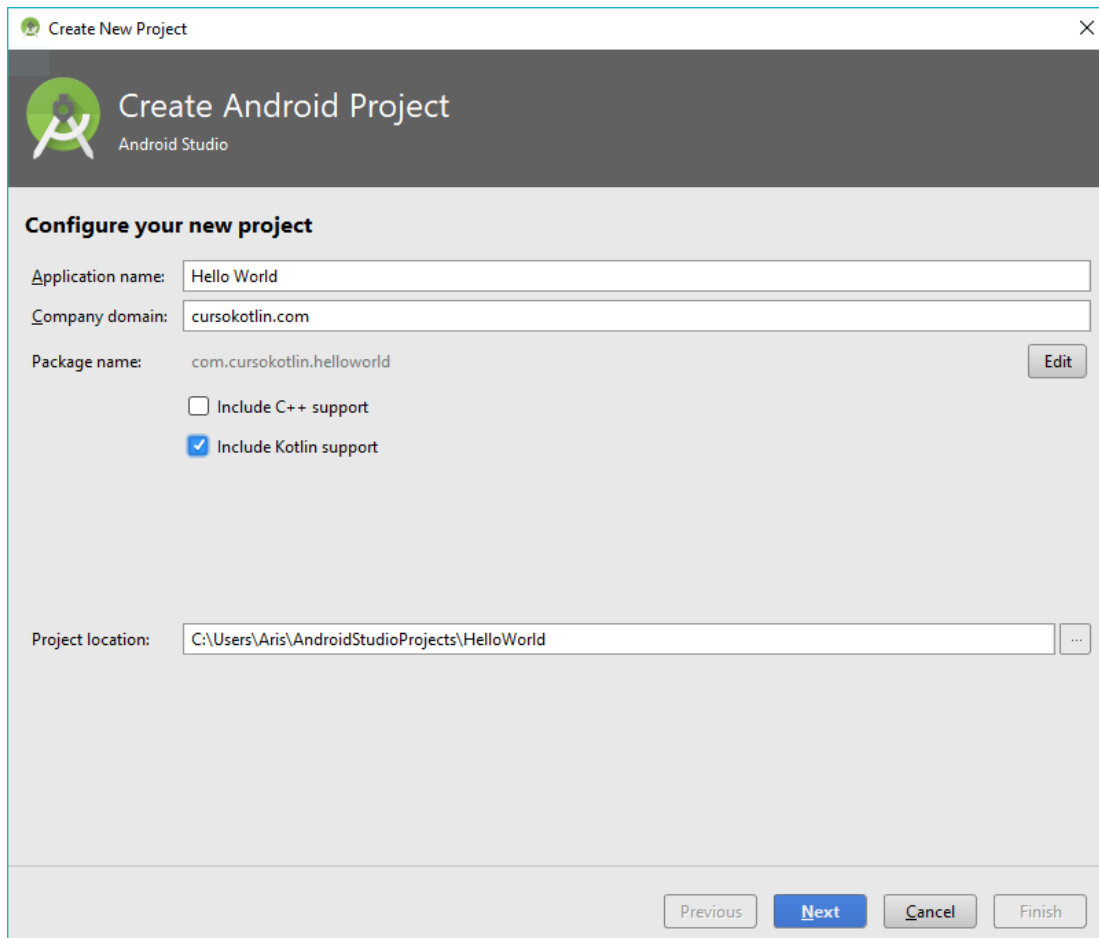 Create New Project
Create Android Project
Android Studio
Configure your new project
Application name: Hello World
Company domain: cursokotlin.com
Package name: com.cursokotlin.helloworld Edit
Include C++ support
Include Kotlin support
Project location: C:\Users\Aris\AndroidStudioProjects\HelloWorld ...
Previous Next Cancel Finish